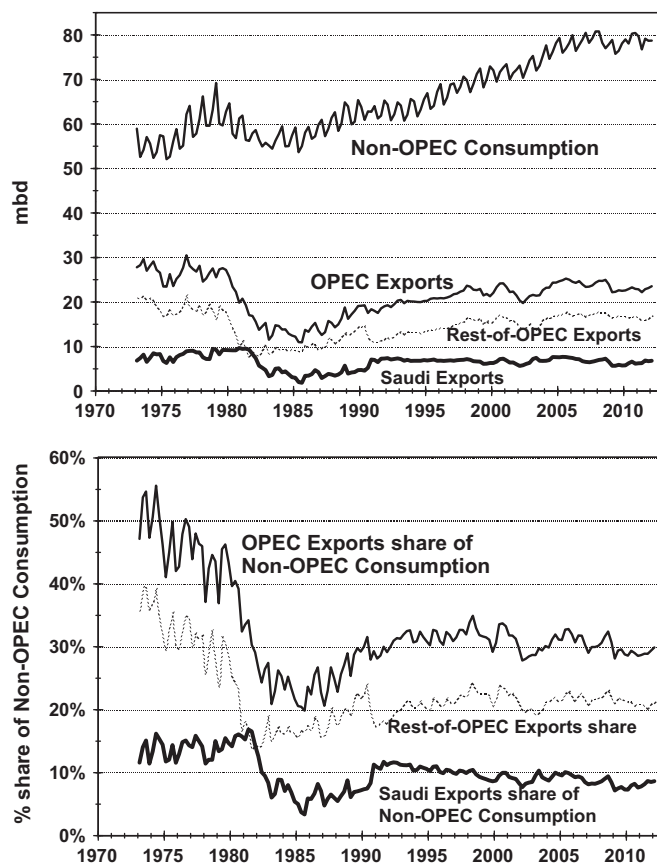 80
70
60
50
40
30
20
10
0
mbd
Non-OPEC Consumption
OPEC Exports
Rest-of-OPEC Exports
Saudi Exports
1970 1975 1980 1985 1990 1995 2000 2005 2010
60%
50%
40%
30%
20%
10%
0%
% share of Non-OPEC Consumption
OPEC Exports share of
Non-OPEC Consumption
Rest-of-OPEC Exports share
Saudi Exports share of
Non-OPEC Consumption
1970 1975 1980 1985 1990 1995 2000 2005 2010